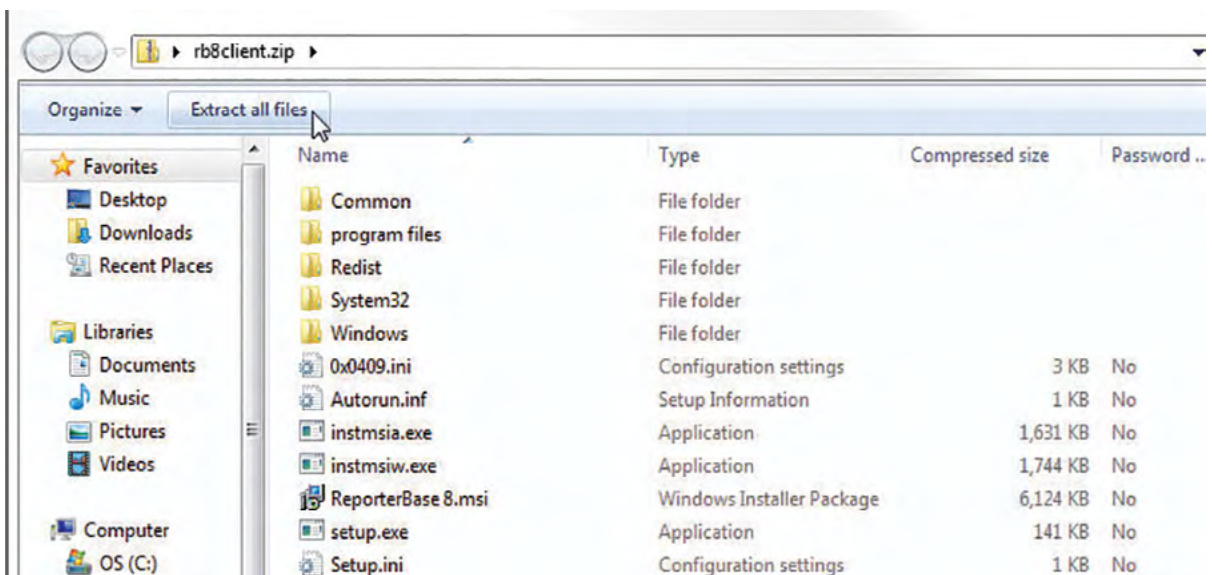 rb8client.zip
Organize Extract all files
Name Type Compressed size Password ...
Favorites
Desktop
Downloads
Recent Places
Libraries
Documents
Music
Pictures
Videos
Computer
OS (C:)
Common File folder
program files File folder
Redist File folder
System32 File folder
Windows File folder
0x0409.ini Configuration settings 3 KB No
Autorun.inf Setup Information 1 KB No
instmsia.exe Application 1,631 KB No
instmsiw.exe Application 1,744 KB No
ReporterBase 8.msi Windows Installer Package 6,124 KB No
setup.exe Application 141 KB No
Setup.ini Configuration settings 1 KB No